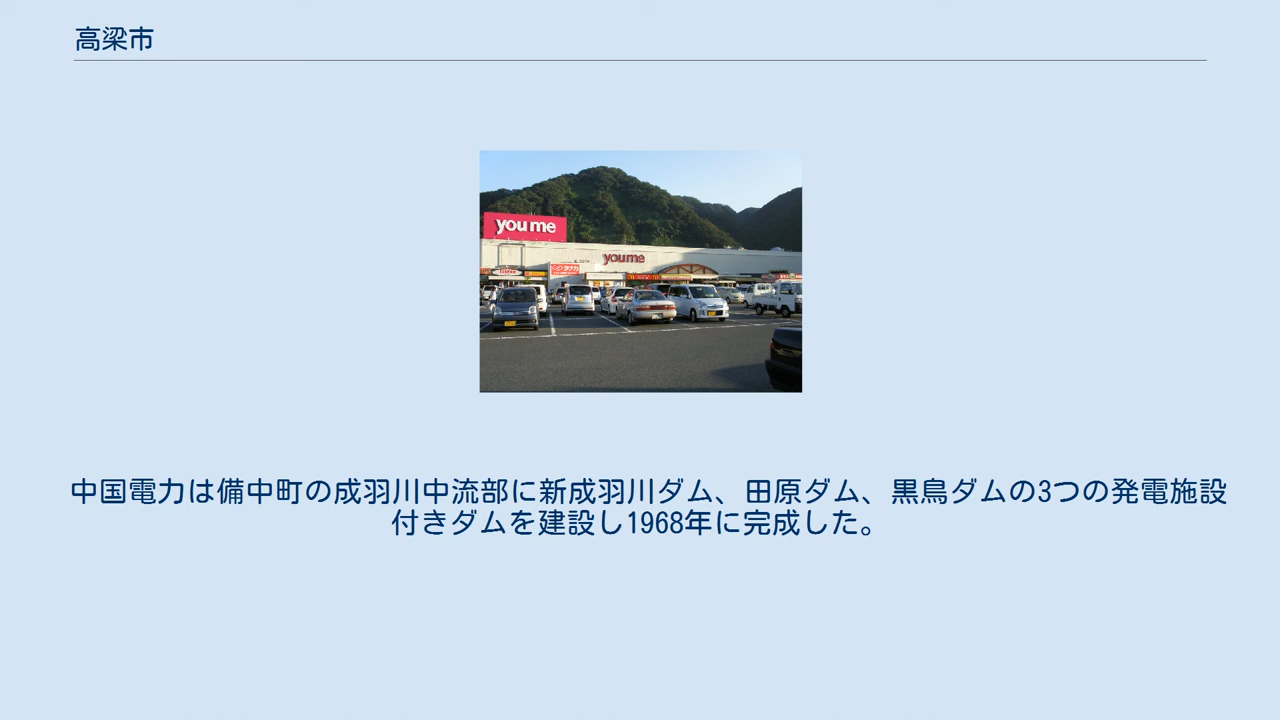 高梁市
you me
youme
中国電力は備中町の成羽川中流部に新成羽川ダム、田原ダム、黒鳥ダムの3つの発電施設
付きダムを建設し1968年に完成した。